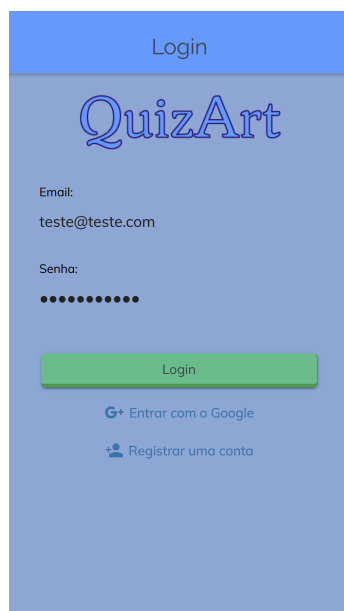 Login
QuizArt
Email:
teste@teste.com
Senha:
●●●●●●●●●●●
Login
G+ Entrar com o Google
Registrar uma conta